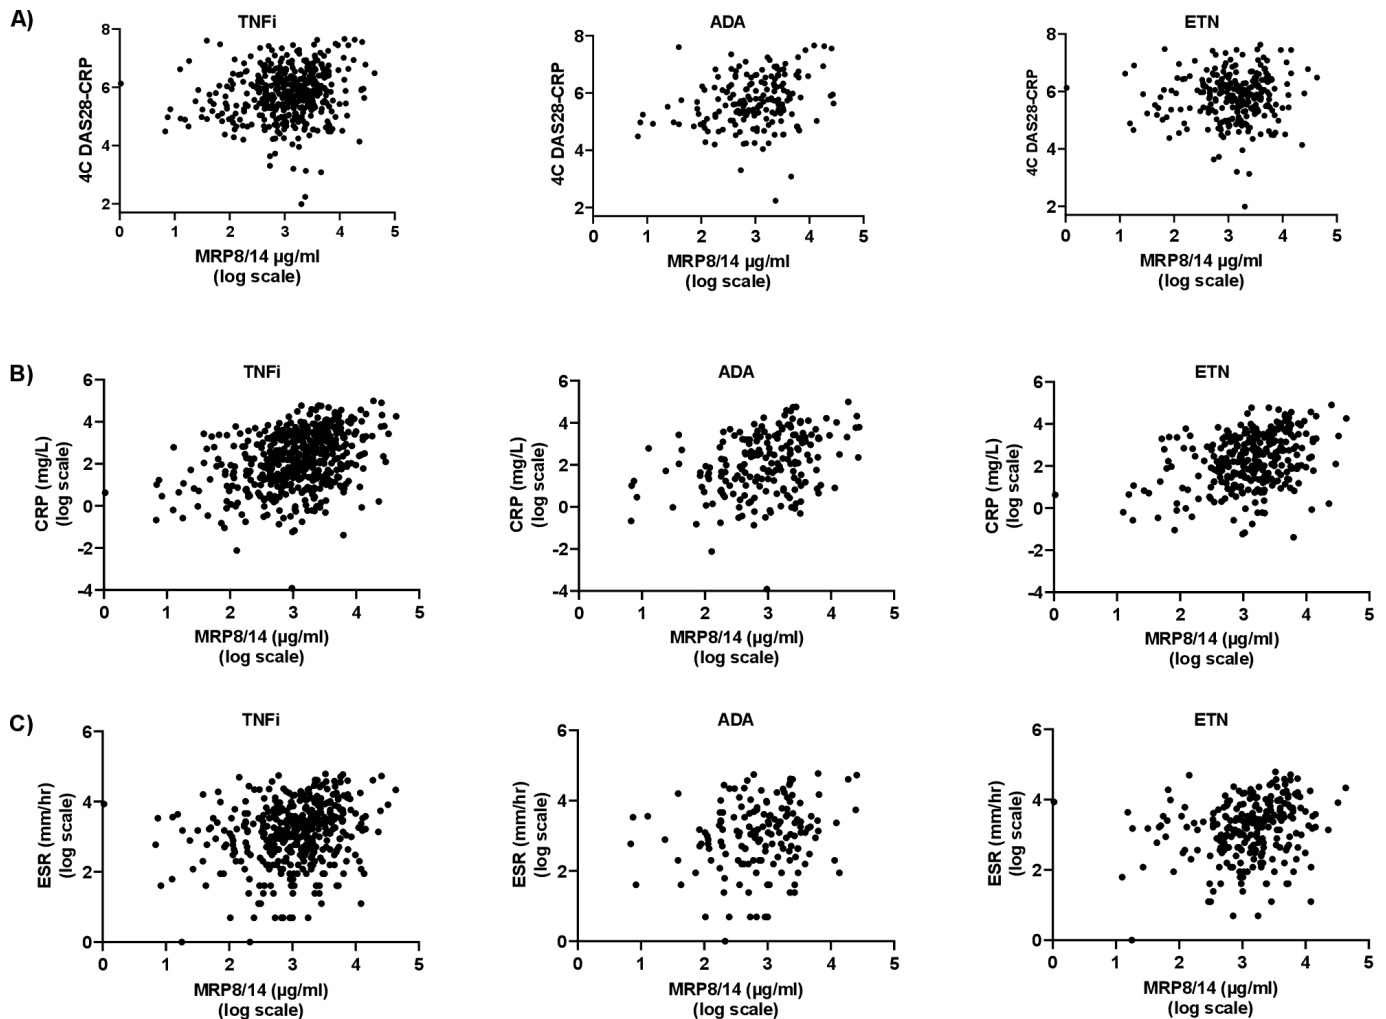 A)
TNFi
ADA
ETN
4C DAS28-CRP
8
6
4
2
0 1 2 3 4 5
MRP8/14 µg/ml
(log scale)
4C DAS28-CRP
8
6
4
2
0 1 2 3 4 5
MRP8/14 µg/ml
(log scale)
4C DAS28-CRP
8
6
4
2
0 1 2 3 4 5
MRP8/14 µg/ml
(log scale)
B)
TNFi
ADA
ETN
CRP (mg/L)
(log scale)
6
4
2
0
-2
-4
0 1 2 3 4 5
MRP8/14 (µg/ml)
(log scale)
CRP (mg/L)
(log scale)
6
4
2
0
-2
-4
0 1 2 3 4 5
MRP8/14 (µg/ml)
(log scale)
CRP (mg/L)
(log scale)
6
4
2
0
-2
-4
0 1 2 3 4 5
MRP8/14 (µg/ml)
(log scale)
C)
TNFi
ADA
ETN
ESR (mm/hr)
(log scale)
6
4
2
0
0 1 2 3 4 5
MRP8/14 (µg/ml)
(log scale)
ESR (mm/hr)
(log scale)
6
4
2
0
0 1 2 3 4 5
MRP8/14 (µg/ml)
(log scale)
ESR (mm/hr)
(log scale)
6
4
2
0
0 1 2 3 4 5
MRP8/14 (µg/ml)
(log scale)